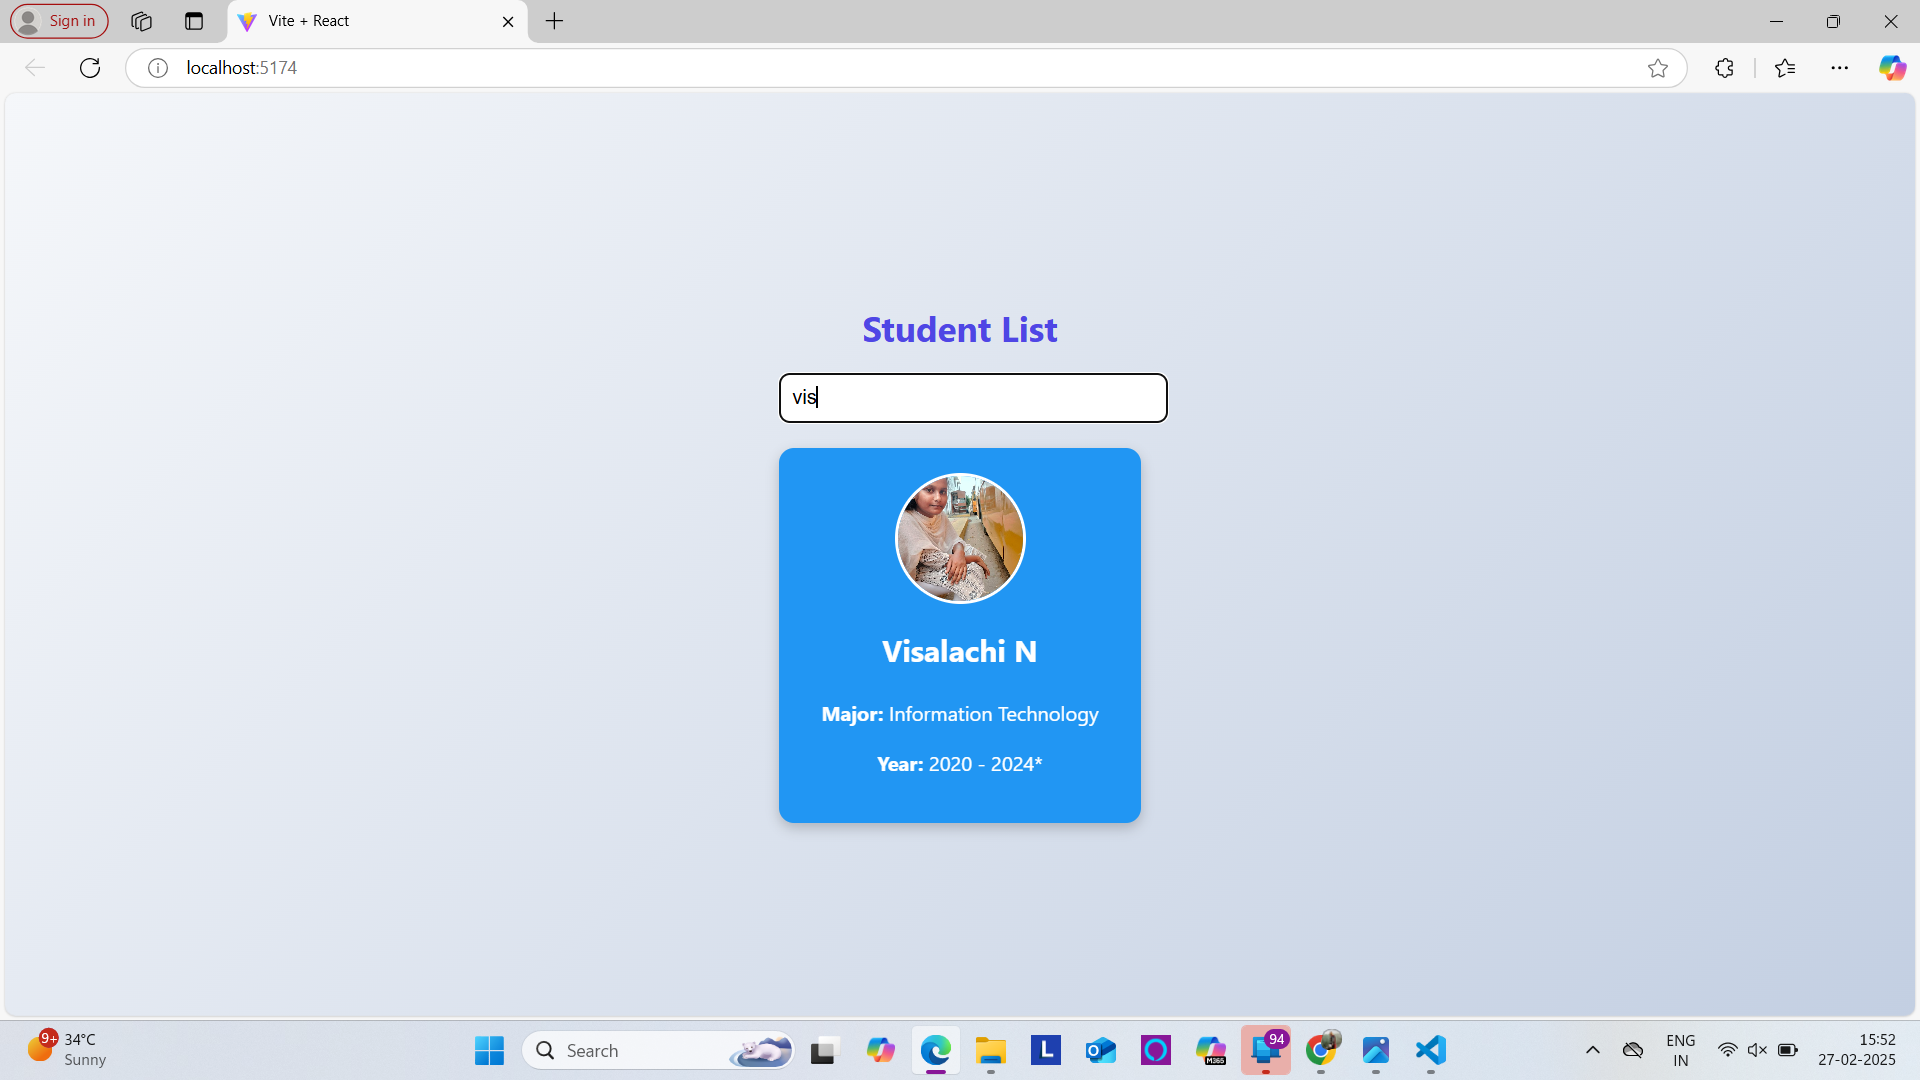 Sign in
Vite + React
localhost:5174
Student List
vis
Visalachi N
Major: Information Technology
Year: 2020 - 2024*
9+
34°C
Sunny
Search
L
M365
94
ENG
IN
15:52
27-02-2025